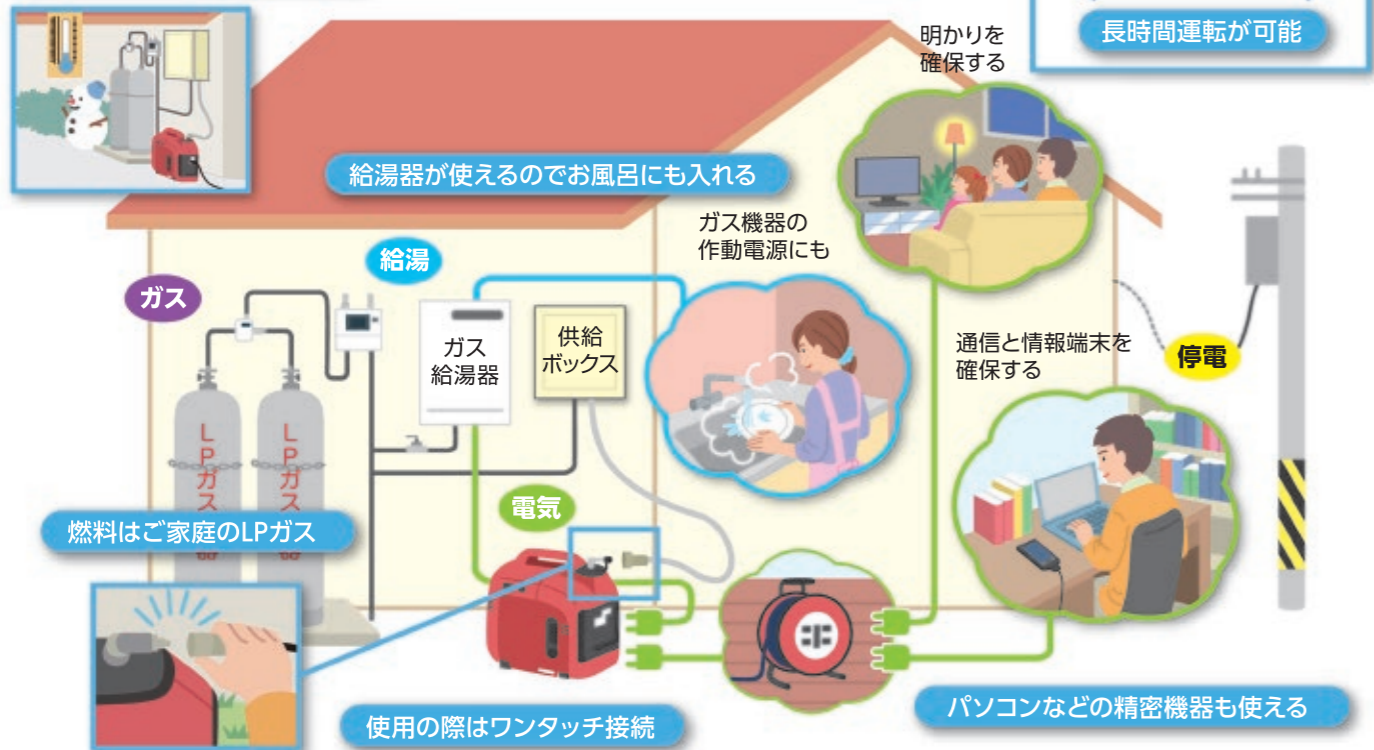 長時間運転が可能
明かりを
確保する
給湯器が使えるのでお風呂にも入れる
ガス機器の
作動電源にも
給湯
ガス
ガス
給湯器
供給
ボックス
通信と情報端末を
確保する
停電
LPガス
LPガス
燃料はご家庭のLPガス
電気
使用の際はワンタッチ接続
パソコンなどの精密機器も使える